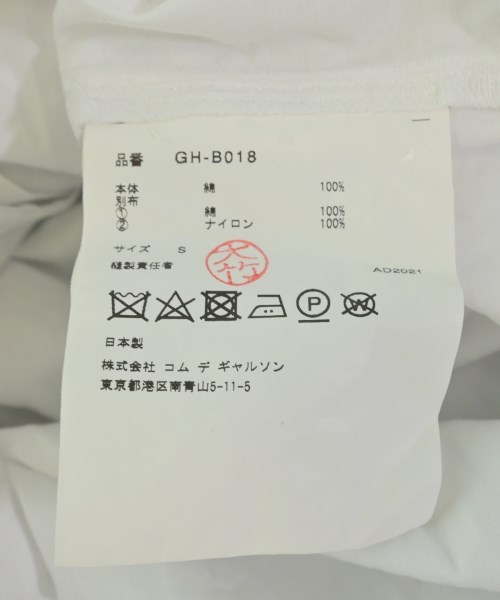 品番 GH-B018
本体 綿 100%
別布
① 綿 100%
② ナイロン 100%
サイズ S
縫製責任者 大竹
AD2021
P
W
日本製
株式会社 コム デ ギャルソン
東京都港区南青山5-11-5